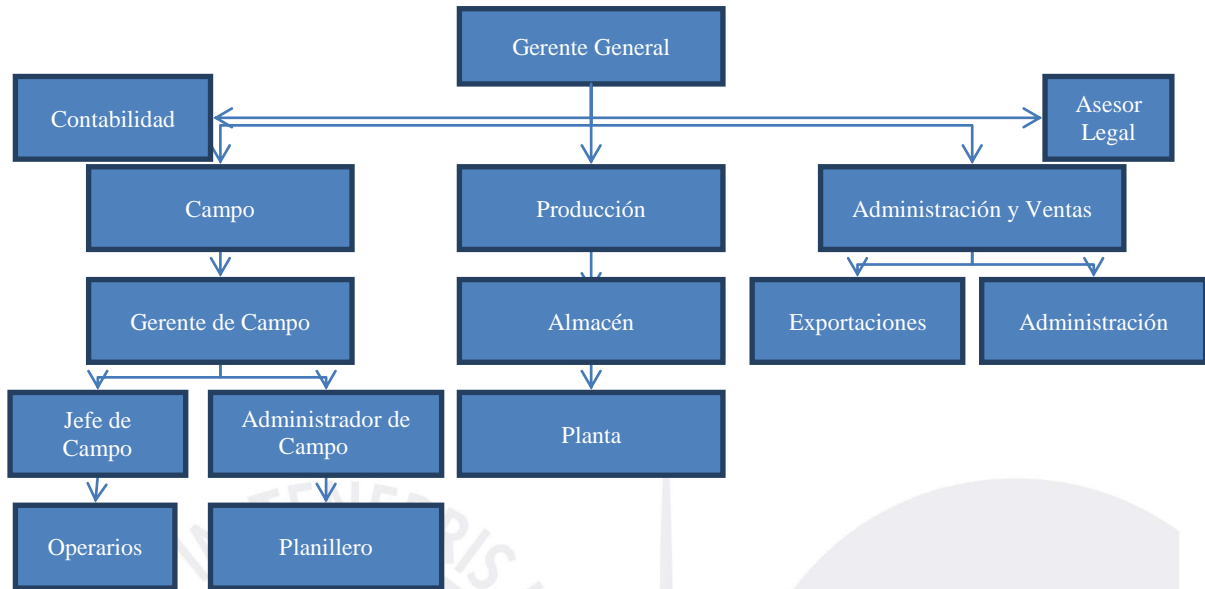 Gerente General
Contabilidad
Asesor
Legal
Campo
Producción
Administración y Ventas
Gerente de Campo
Almacén
Exportaciones
Administración
Jefe de
Campo
Administrador de
Campo
Planta
Operarios
Planillero
TENEBRIS